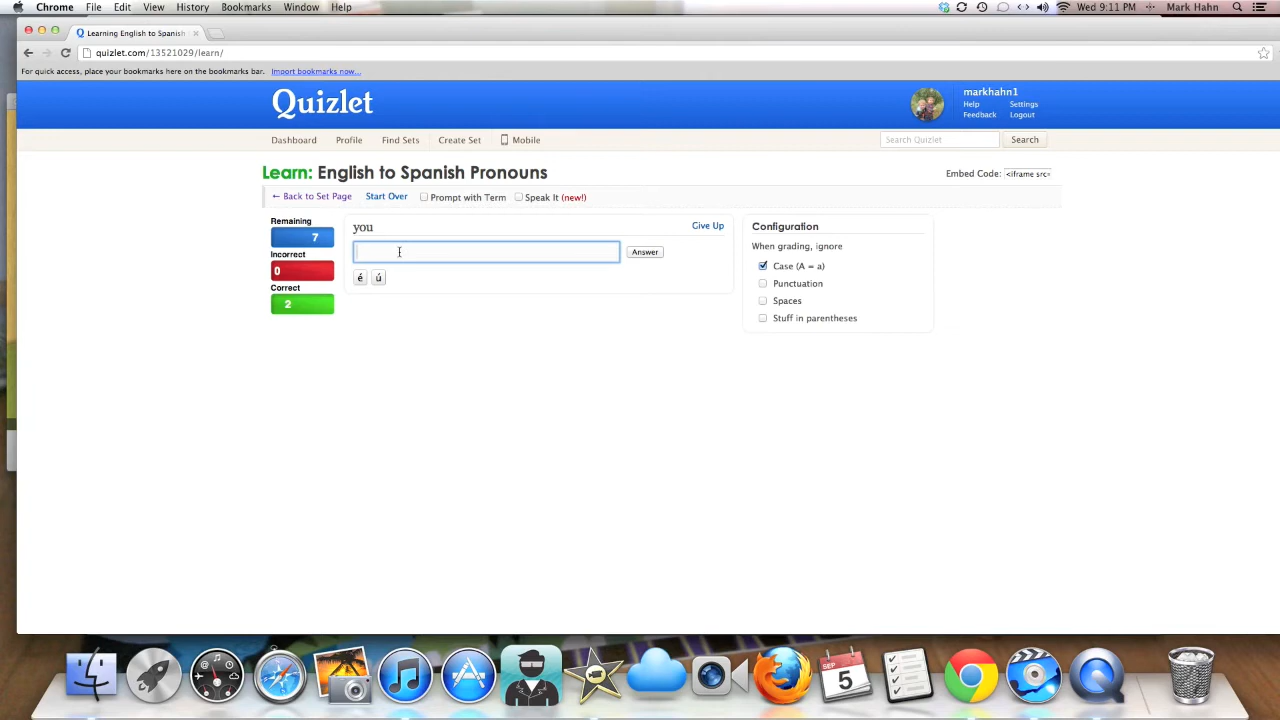 Chrome File Edit View History Bookmarks Window Help Wed 9:11 PM Mark Hahn
Learning English to Spanish
quizlet.com/13521029/learn/
For quick access, place your bookmarks here on the bookmarks bar. Import bookmarks now...
Quizlet
markhahn1
Help Settings
Feedback Logout
Dashboard Profile Find Sets Create Set Mobile Search Quizlet Search
Learn: English to Spanish Pronouns Embed Code: <iframe src=
← Back to Set Page Start Over Prompt with Term Speak It (new!)
Remaining
7
Incorrect
0
Correct
2
you Give Up
Answer
é ú
Configuration
When grading, ignore
Case (A = a)
Punctuation
Spaces
Stuff in parentheses
SEP
5